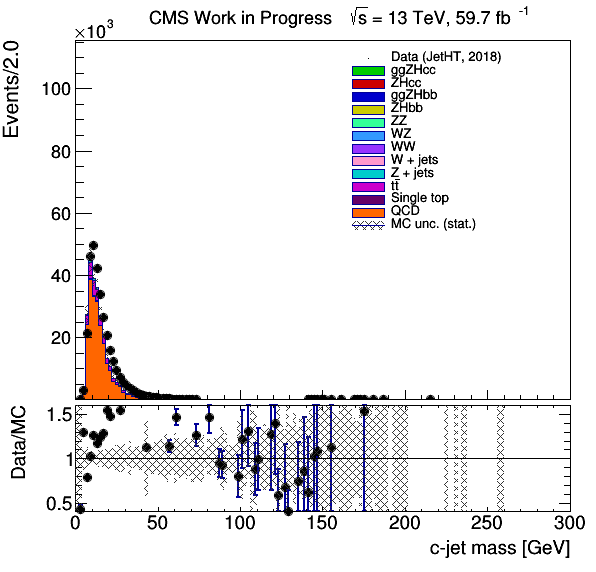 CMS Work in Progress √s = 13 TeV, 59.7 fb⁻¹
×10³
Events/2.0
100
80
60
40
20
Data (JetHT, 2018)
ggZHcc
ZHcc
ggZHbb
ZHbb
ZZ
WZ
WW
W + jets
Z + jets
tt̄
Single top
QCD
MC unc. (stat.)
Data/MC
1.5
1
0.5
0 50 100 150 200 250 300
c-jet mass [GeV]